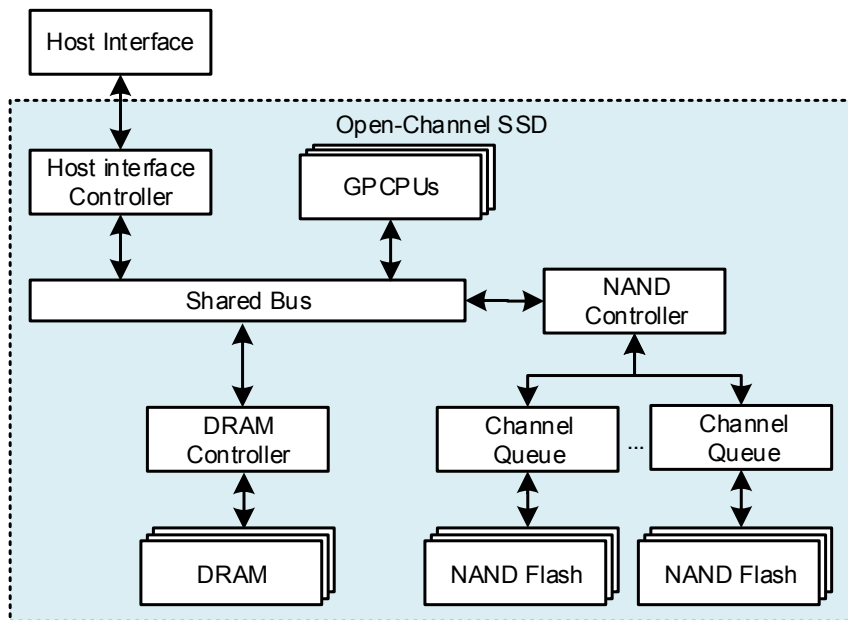 Host Interface
Open-Channel SSD
Host interface
Controller
GPCPUs
Shared Bus
NAND
Controller
DRAM
Controller
Channel
Queue
...
Channel
Queue
DRAM
NAND Flash
NAND Flash